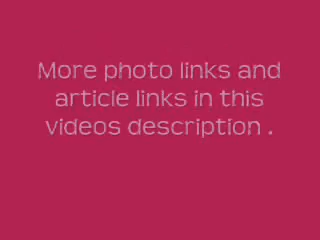 More photo links and
article links in this
videos description .